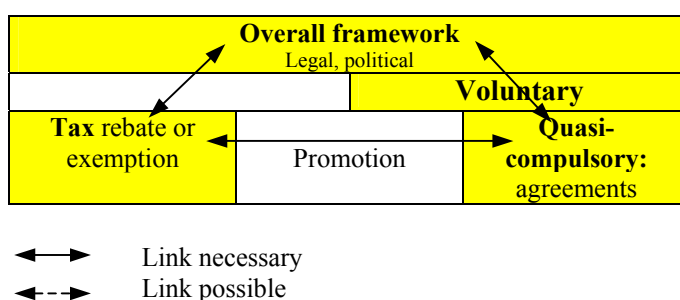 Overall framework
Legal, political
Voluntary
Tax rebate or
exemption
Promotion
Quasi-
compulsory:
agreements
Link necessary
Link possible